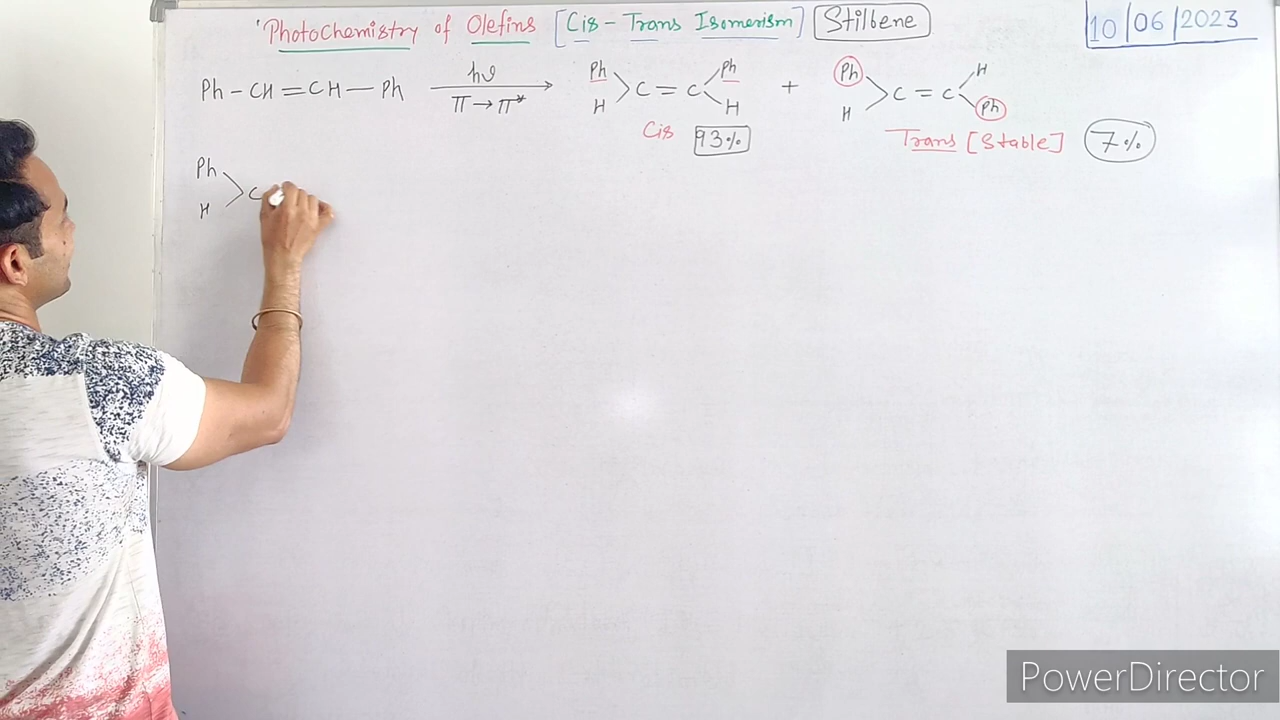 Photochemistry of Olefins [Cis-Trans Isomerism] Stilbene 10/06/2023
Ph-CH=CH-Ph hν π→π* Ph H >C=C Ph H + Ph H >C=C H Ph
Cis 93% Trans [Stable] 7%
Ph
H >C
PowerDirector